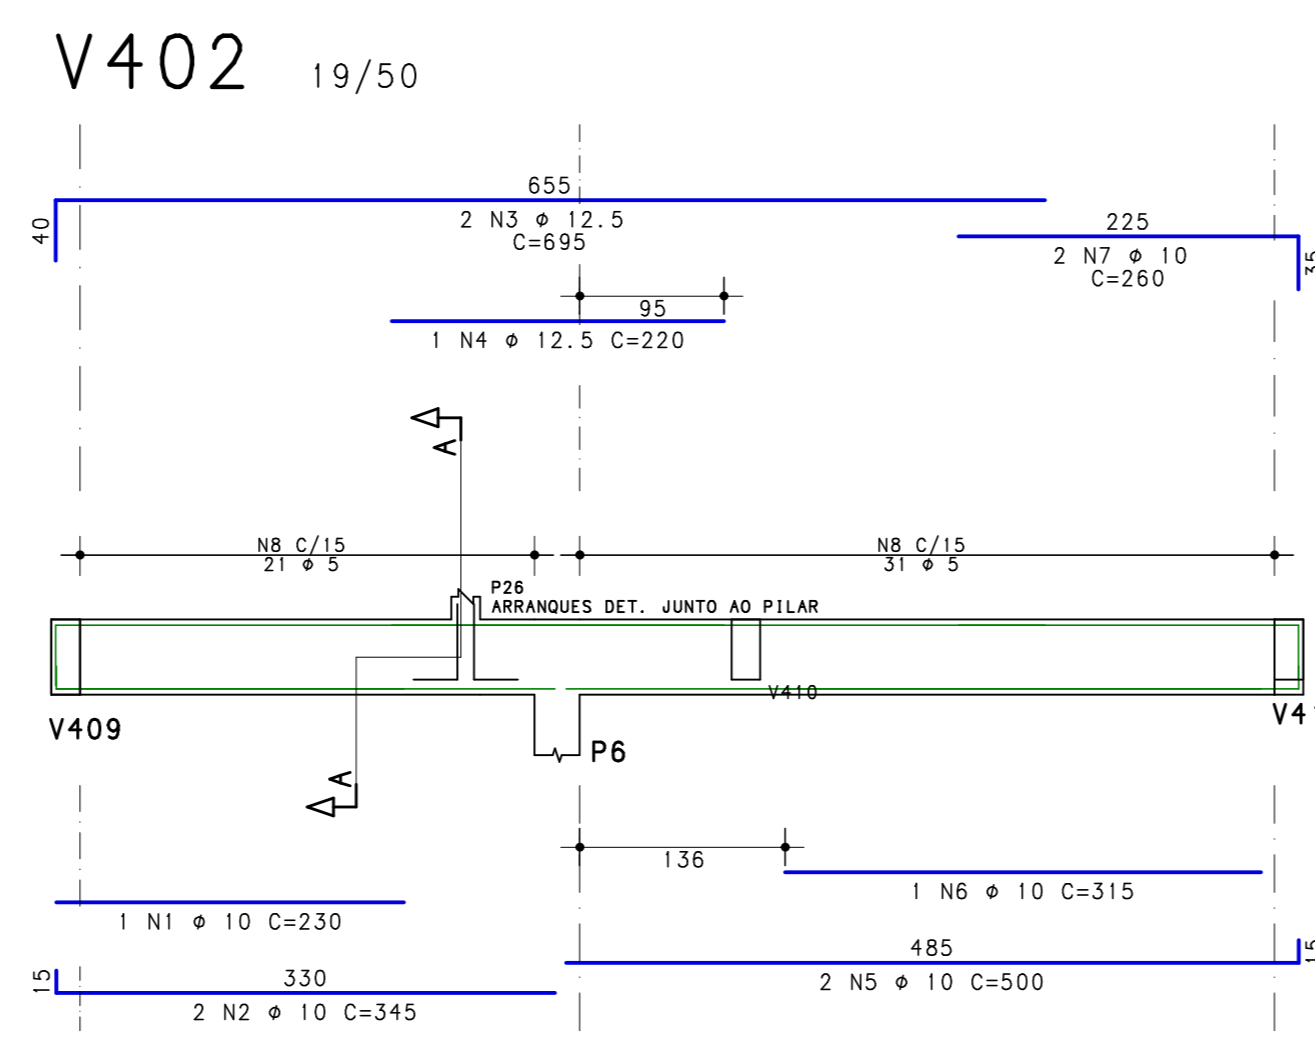 V402 19/50
655
40
2 N3 ϕ 12.5
C=695
225
2 N7 ϕ 10
C=260
35
95
1 N4 ϕ 12.5 C=220
A
N8 C/15
21 ϕ 5
N8 C/15
31 ϕ 5
P26
ARRANQUES DET. JUNTO AO PILAR
V410
V409
P6
V4
A
136
1 N6 ϕ 10 C=315
1 N1 ϕ 10 C=230
485
15
2 N5 ϕ 10 C=500
15
330
2 N2 ϕ 10 C=345